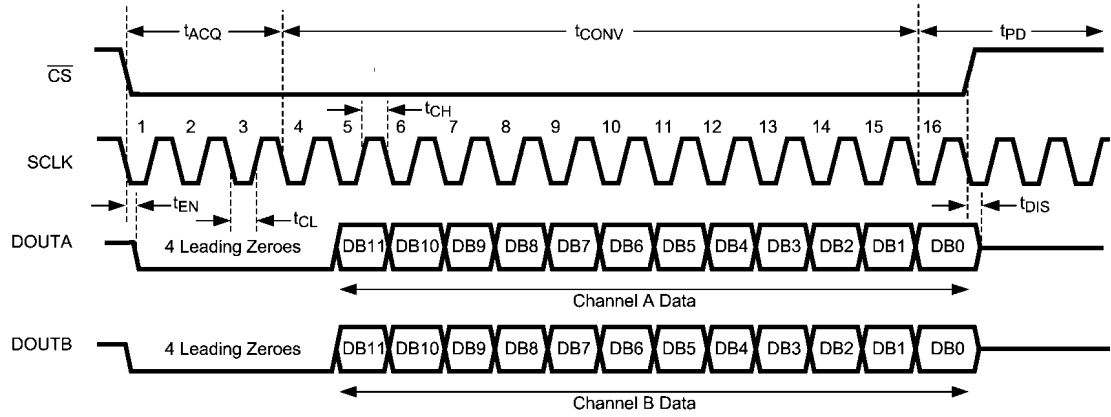 tACQ tCONV tPD
CS
tCH
1 2 3 4 5 6 7 8 9 10 11 12 13 14 15 16
SCLK
tEN tCL tDIS
DOUTA 4 Leading Zeroes DB11 DB10 DB9 DB8 DB7 DB6 DB5 DB4 DB3 DB2 DB1 DB0
Channel A Data
DOUTB 4 Leading Zeroes DB11 DB10 DB9 DB8 DB7 DB6 DB5 DB4 DB3 DB2 DB1 DB0
Channel B Data